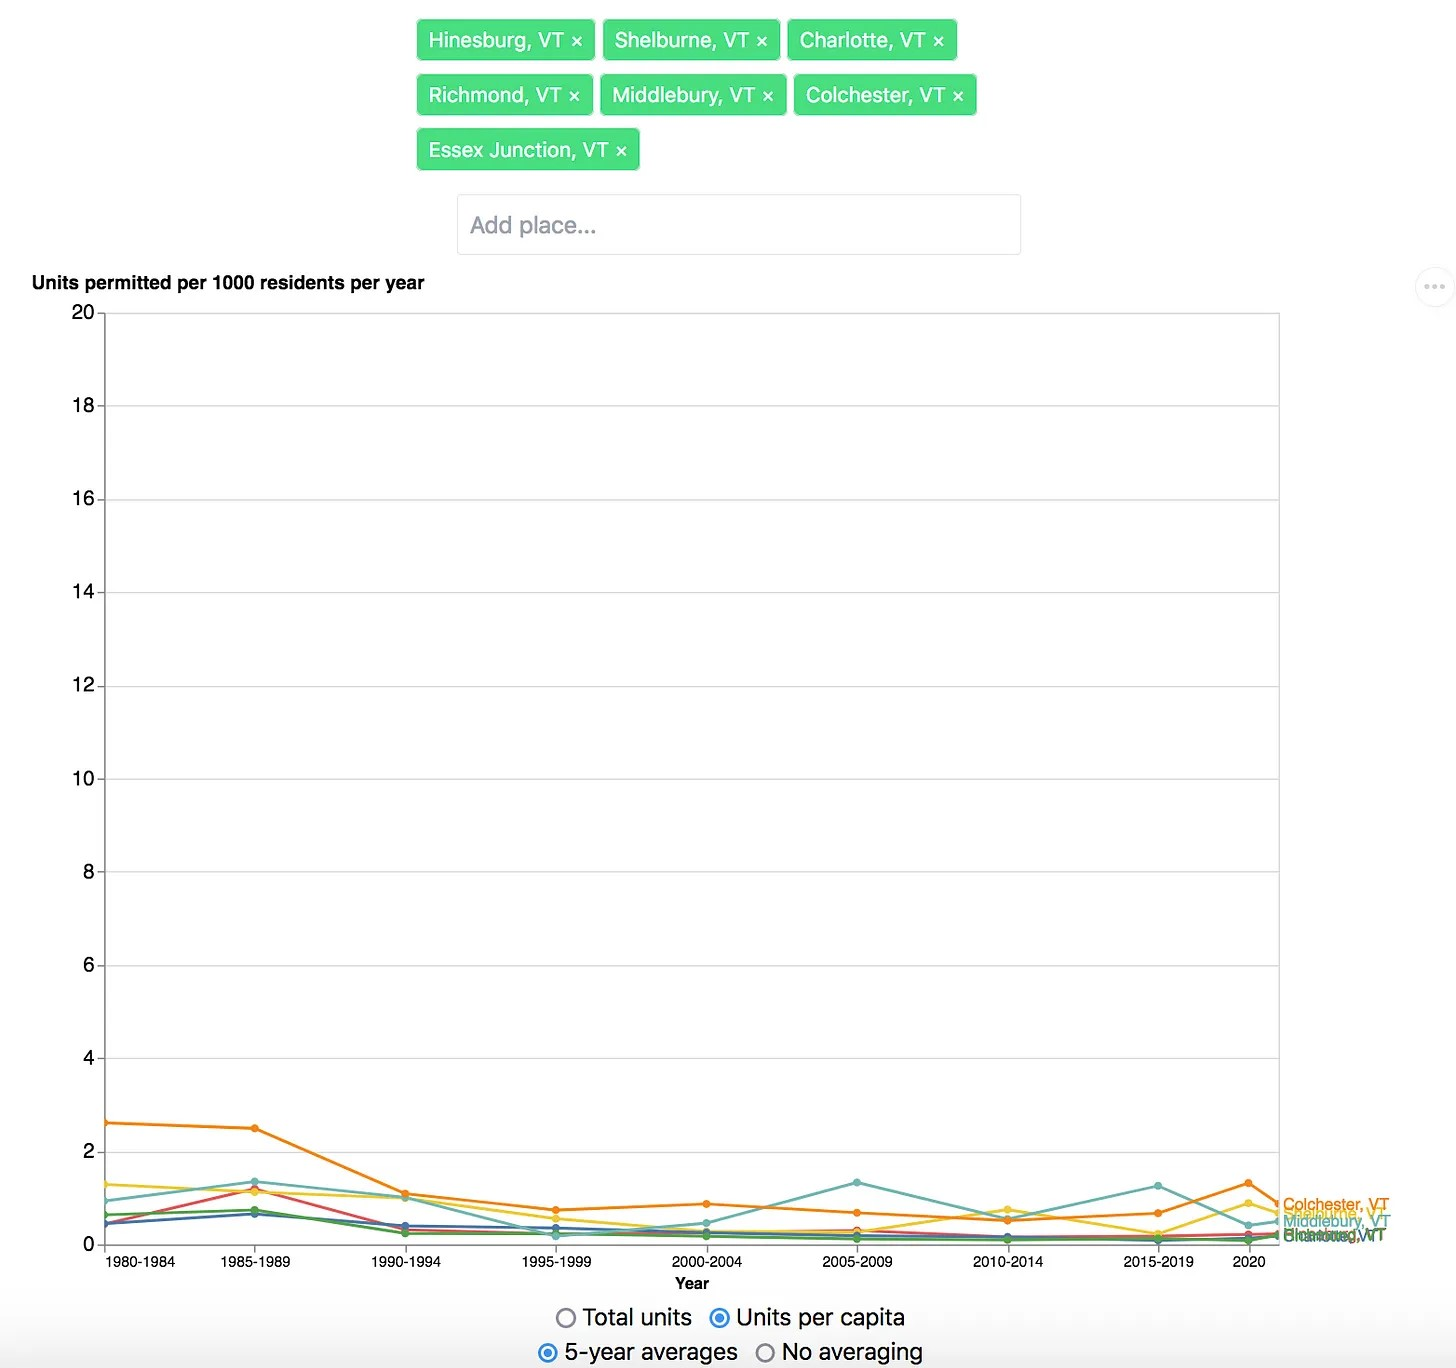 Hinesburg, VT × Shelburne, VT × Charlotte, VT ×
Richmond, VT × Middlebury, VT × Colchester, VT ×
Essex Junction, VT ×
Add place...
Units permitted per 1000 residents per year
20
18
16
14
12
10
8
6
4
2
0
Colchester, VT
Middlebury, VT
1980-1984 1985-1989 1990-1994 1995-1999 2000-2004 2005-2009 2010-2014 2015-2019 2020
Year
Total units Units per capita
5-year averages No averaging